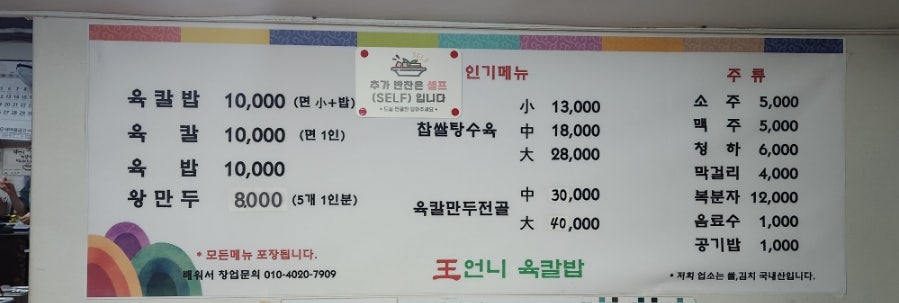 육칼밥 10,000 (면 小+밥)
육 칼 10,000 (면 1인)
육 밥 10,000
왕만두 8000 (5개 1인분)
* 모든메뉴 포장됩니다.
배워서 창업문의 010-4020-7909
추가 반찬은 셀프
(SELF) 입니다
인기메뉴
찹쌀탕수육
小 13,000
中 18,000
大 28,000
육칼만두전골
中 30,000
大 40,000
王언니 육칼밥
주 류
소 주 5,000
맥 주 5,000
청 하 6,000
막걸리 4,000
복분자 12,000
음료수 1,000
공기밥 1,000
* 저희 업소는 쌀,김치 국내산입니다.